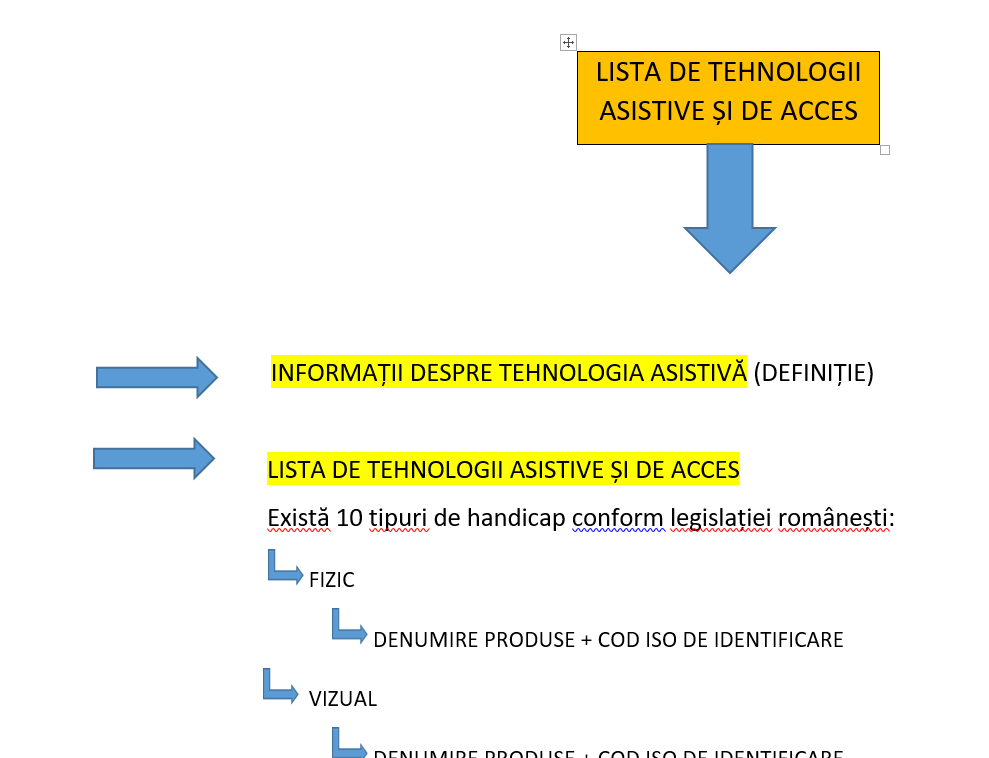 LISTA DE TEHNOLOGII
ASISTIVE ȘI DE ACCES
INFORMAȚII DESPRE TEHNOLOGIA ASISTIVĂ (DEFINIȚIE)
LISTA DE TEHNOLOGII ASISTIVE ȘI DE ACCES
Există 10 tipuri de handicap conform legislației românești:
FIZIC
DENUMIRE PRODUSE + COD ISO DE IDENTIFICARE
VIZUAL
DENUMIRE PRODUSE + COD ISO DE IDENTIFICARE